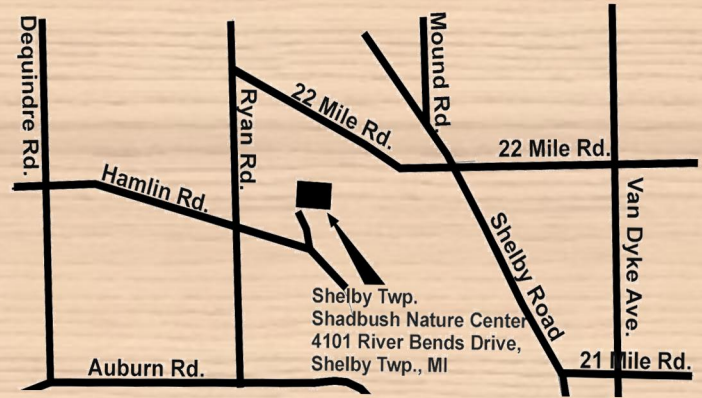 Dequindre Rd.
Ryan Rd.
22 Mile Rd.
Mound Rd.
22 Mile Rd.
Hamlin Rd.
Shelby Road
Van Dyke Ave.
Shelby Twp.
Shadbush Nature Center
4101 River Bends Drive,
Shelby Twp., MI
Auburn Rd.
21 Mile Rd.